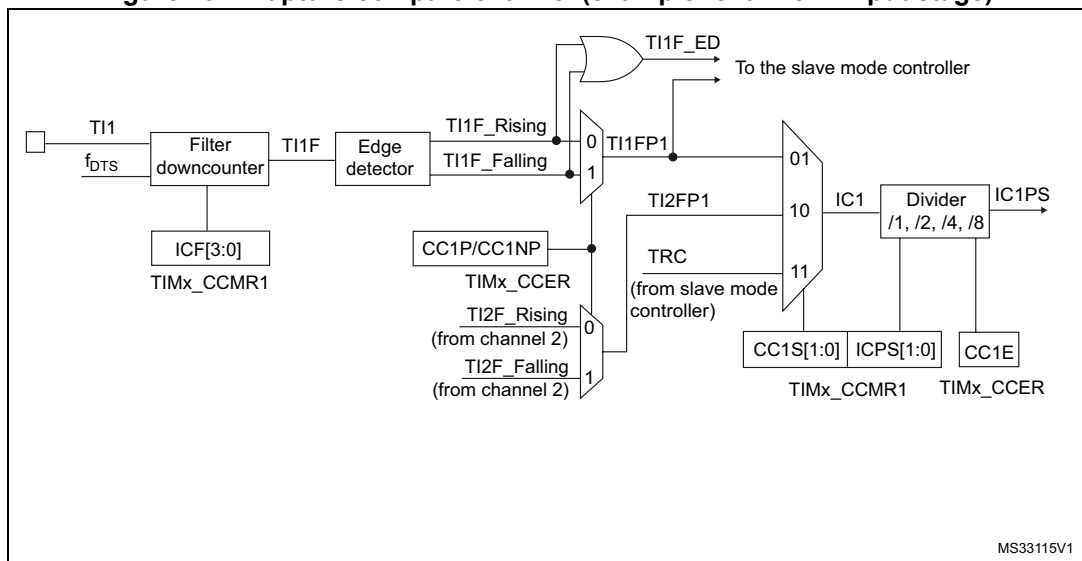 TI1F_ED
To the slave mode controller
TI1
f_DTS
Filter
downcounter
TI1F
Edge
detector
TI1F_Rising
TI1F_Falling
0
1
TI1FP1
01
TI2FP1
10
IC1
Divider
/1, /2, /4, /8
IC1PS
ICF[3:0]
TIMx_CCMR1
CC1P/CC1NP
TIMx_CCER
TRC
11
(from slave mode
controller)
TI2F_Rising
(from channel 2)
0
TI2F_Falling
(from channel 2)
1
CC1S[1:0]
ICPS[1:0]
CC1E
TIMx_CCMR1
TIMx_CCER
MS33115V1